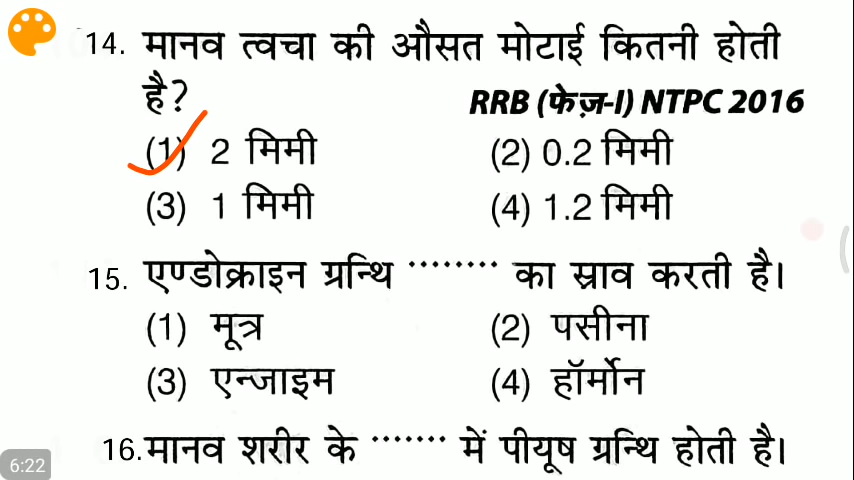 14. मानव त्वचा की औसत मोटाई कितनी होती
है? RRB (फेज़-I) NTPC 2016
(1) 2 मिमी (2) 0.2 मिमी
(3) 1 मिमी (4) 1.2 मिमी
15. एण्डोक्राइन ग्रन्थि ········ का स्राव करती है।
(1) मूत्र (2) पसीना
(3) एन्जाइम (4) हॉर्मोन
16. मानव शरीर के ······· में पीयूष ग्रन्थि होती है।
6:22